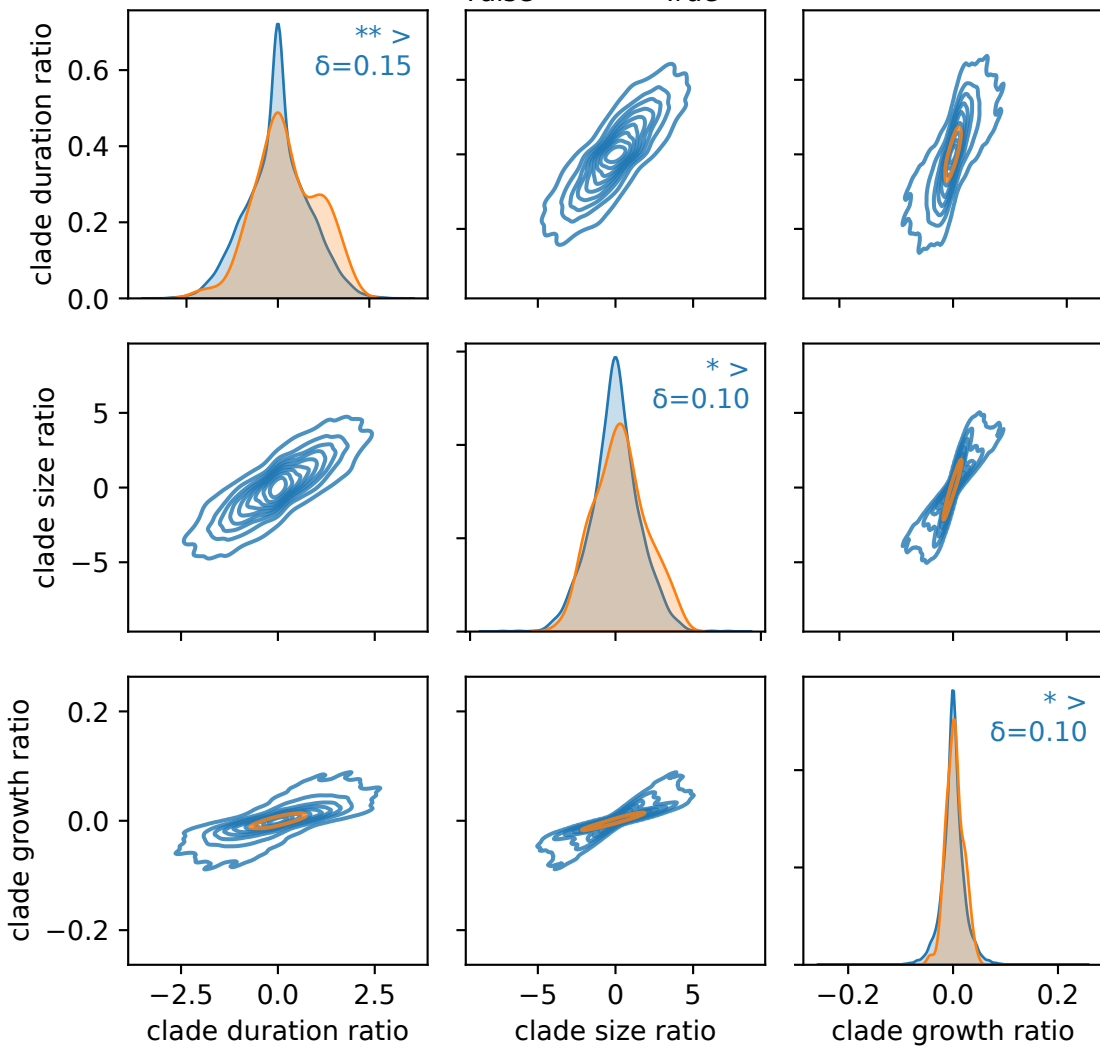 clade duration ratio
0.6
0.4
0.2
0.0
** >
δ=0.15
clade size ratio
5
0
−5
* >
δ=0.10
clade growth ratio
0.2
0.0
−0.2
* >
δ=0.10
−2.5 0.0 2.5
−5 0 5
−0.2 0.0 0.2
clade duration ratio
clade size ratio
clade growth ratio